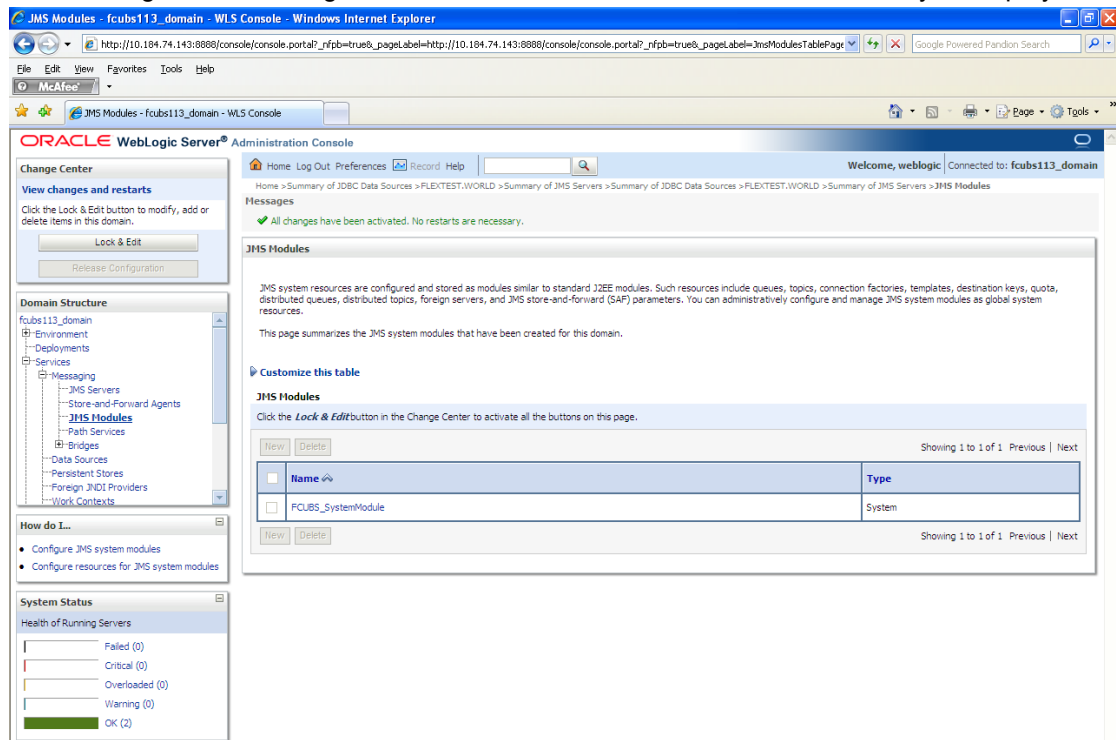 JMS Modules - fcubs113_domain - WLS Console - Windows Internet Explorer
http://10.184.74.143:8888/console/console.portal?_nfpb=true&_pageLabel=http://10.184.74.143:8888/console/console.portal?_nfpb=true&_pageLabel=JmsModulesTablePage
Google Powered Pandion Search
File Edit View Favorites Tools Help
McAfee
JMS Modules - fcubs113_domain - WLS Console
Page Tools
ORACLE WebLogic Server® Administration Console
Change Center
View changes and restarts
Click the Lock & Edit button to modify, add or
delete items in this domain.
Lock & Edit
Release Configuration
Domain Structure
fcubs113_domain
Environment
Deployments
Services
Messaging
JMS Servers
Store-and-Forward Agents
JMS Modules
Path Services
Bridges
Data Sources
Persistent Stores
Foreign JNDI Providers
Work Contexts
How do I...
Configure JMS system modules
Configure resources for JMS system modules
System Status
Health of Running Servers
Failed (0)
Critical (0)
Overloaded (0)
Warning (0)
OK (2)
Home Log Out Preferences Record Help
Welcome, weblogic Connected to: fcubs113_domain
Home >Summary of JDBC Data Sources >FLEXTEST.WORLD >Summary of JMS Servers >Summary of JDBC Data Sources >FLEXTEST.WORLD >Summary of JMS Servers >JMS Modules
Messages
All changes have been activated. No restarts are necessary.
JMS Modules
JMS system resources are configured and stored as modules similar to standard J2EE modules. Such resources include queues, topics, connection factories, templates, destination keys, quota,
distributed queues, distributed topics, foreign servers, and JMS store-and-forward (SAF) parameters. You can administratively configure and manage JMS system modules as global system
resources.
This page summarizes the JMS system modules that have been created for this domain.
Customize this table
JMS Modules
Click the Lock & Edit button in the Change Center to activate all the buttons on this page.
New Delete
Showing 1 to 1 of 1 Previous | Next
Name Type
FCUBS_SystemModule System
New Delete
Showing 1 to 1 of 1 Previous | Next